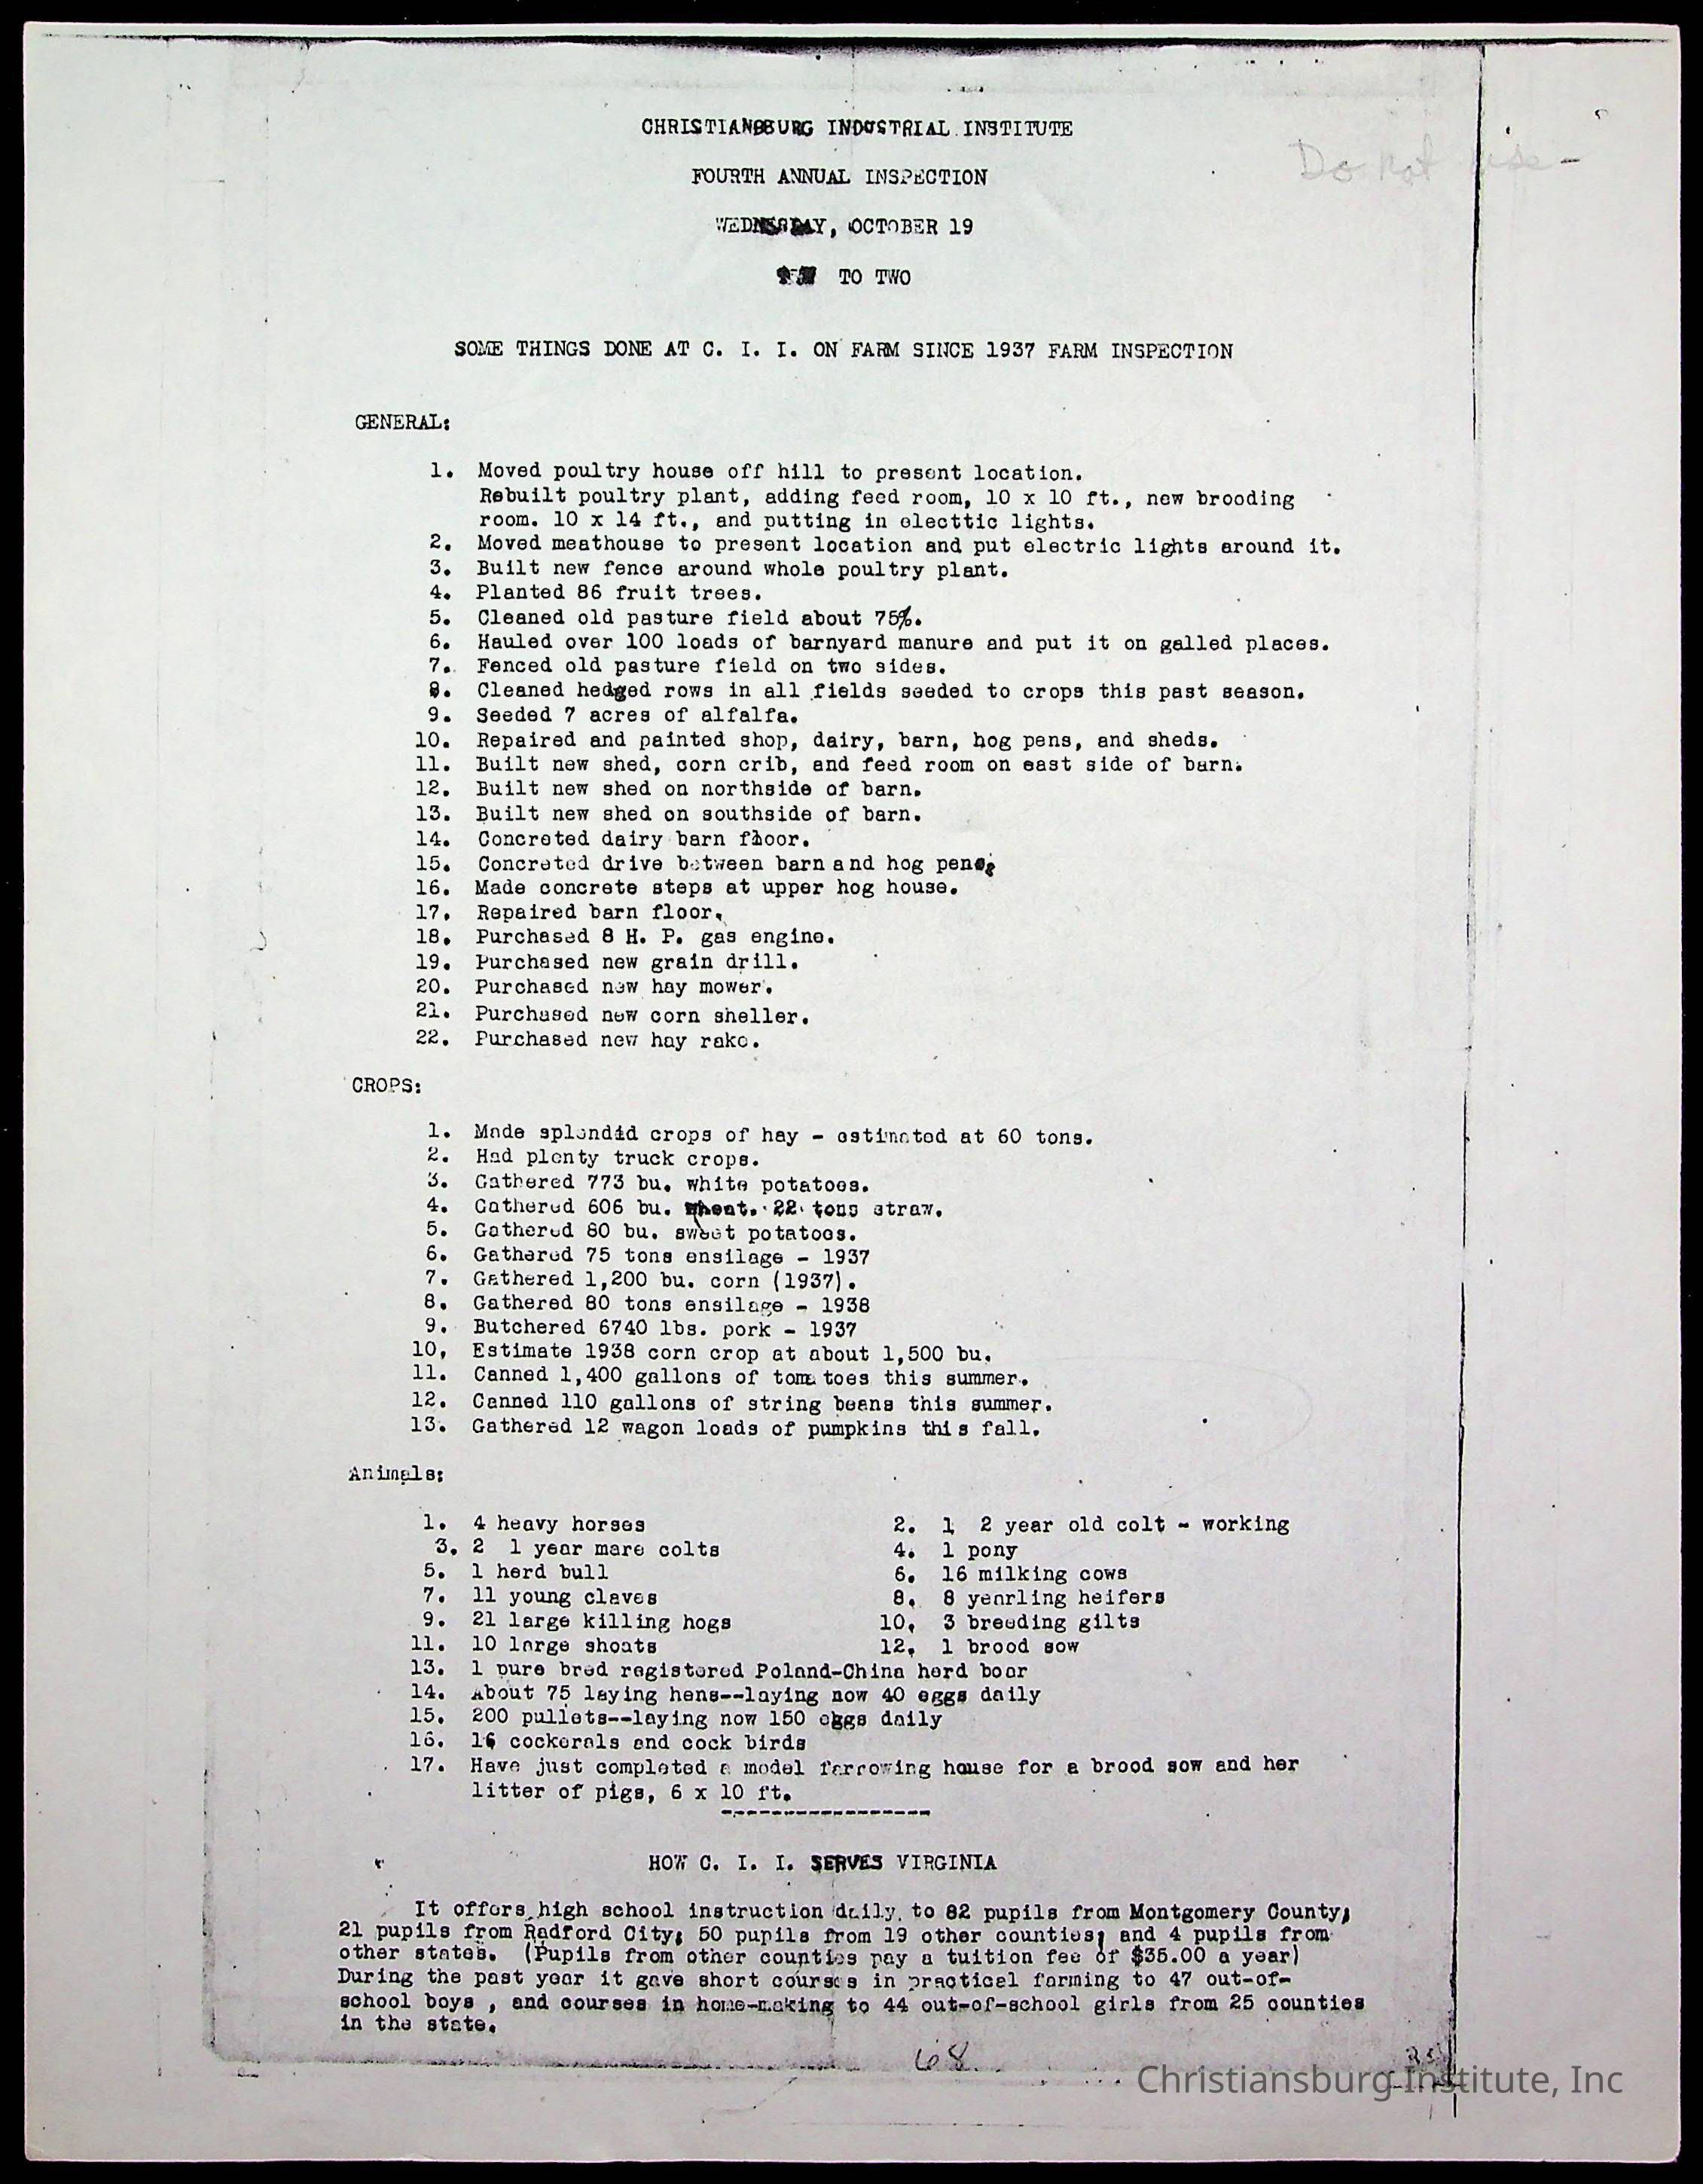 CHRISTIANSBURG INDUSTRIAL INSTITUTE
Do Not use -
FOURTH ANNUAL INSPECTION
WEDNESDAY, OCTOBER 19
TO TWO
SOME THINGS DONE AT C. I. I. ON FARM SINCE 1937 FARM INSPECTION
GENERAL:
1. Moved poultry house off hill to present location.
Rebuilt poultry plant, adding feed room, 10 x 10 ft., new brooding
room. 10 x 14 ft., and putting in electtic lights.
2. Moved meathouse to present location and put electric lights around it.
3. Built new fence around whole poultry plant.
4. Planted 86 fruit trees.
5. Cleaned old pasture field about 75%.
6. Hauled over 100 loads of barnyard manure and put it on galled places.
7. Fenced old pasture field on two sides.
8. Cleaned hedged rows in all fields seeded to crops this past season.
9. Seeded 7 acres of alfalfa.
10. Repaired and painted shop, dairy, barn, hog pens, and sheds.
11. Built new shed, corn crib, and feed room on east side of barn.
12. Built new shed on northside of barn.
13. Built new shed on southside of barn.
14. Concreted dairy barn floor.
15. Concreted drive between barn and hog pens.
16. Made concrete steps at upper hog house.
17. Repaired barn floor.
18. Purchased 8 H. P. gas engine.
19. Purchased new grain drill.
20. Purchased new hay mower.
21. Purchased new corn sheller.
22. Purchased new hay rake.
CROPS:
1. Made splendid crops of hay - estimated at 60 tons.
2. Had plenty truck crops.
3. Gathered 773 bu. white potatoes.
4. Gathered 606 bu. wheat. 22 tons straw.
5. Gathered 80 bu. sweet potatoes.
6. Gathered 75 tons ensilage - 1937
7. Gathered 1,200 bu. corn (1937).
8. Gathered 80 tons ensilage - 1938
9. Butchered 6740 lbs. pork - 1937
10. Estimate 1938 corn crop at about 1,500 bu.
11. Canned 1,400 gallons of tomatoes this summer.
12. Canned 110 gallons of string beans this summer.
13. Gathered 12 wagon loads of pumpkins this fall.
Animals:
1. 4 heavy horses 2. 1 2 year old colt - working
3. 2 1 year mare colts 4. 1 pony
5. 1 herd bull 6. 16 milking cows
7. 11 young claves 8. 8 yearling heifers
9. 21 large killing hogs 10. 3 breeding gilts
11. 10 large shoats 12. 1 brood sow
13. 1 pure bred registered Poland-China herd boar
14. About 75 laying hens--laying now 40 eggs daily
15. 200 pullets--laying now 150 eggs daily
16. 16 cockerals and cock birds
17. Have just completed a model farrowing house for a brood sow and her
litter of pigs, 6 x 10 ft.
-----------------
HOW C. I. I. SERVES VIRGINIA
It offers high school instruction daily, to 82 pupils from Montgomery County;
21 pupils from Radford City; 50 pupils from 19 other counties; and 4 pupils from
other states. (Pupils from other counties pay a tuition fee of $35.00 a year)
During the past year it gave short courses in practical farming to 47 out-of-
school boys , and courses in home-making to 44 out-of-school girls from 25 counties
in the state.
68
Christiansburg Institute, Inc